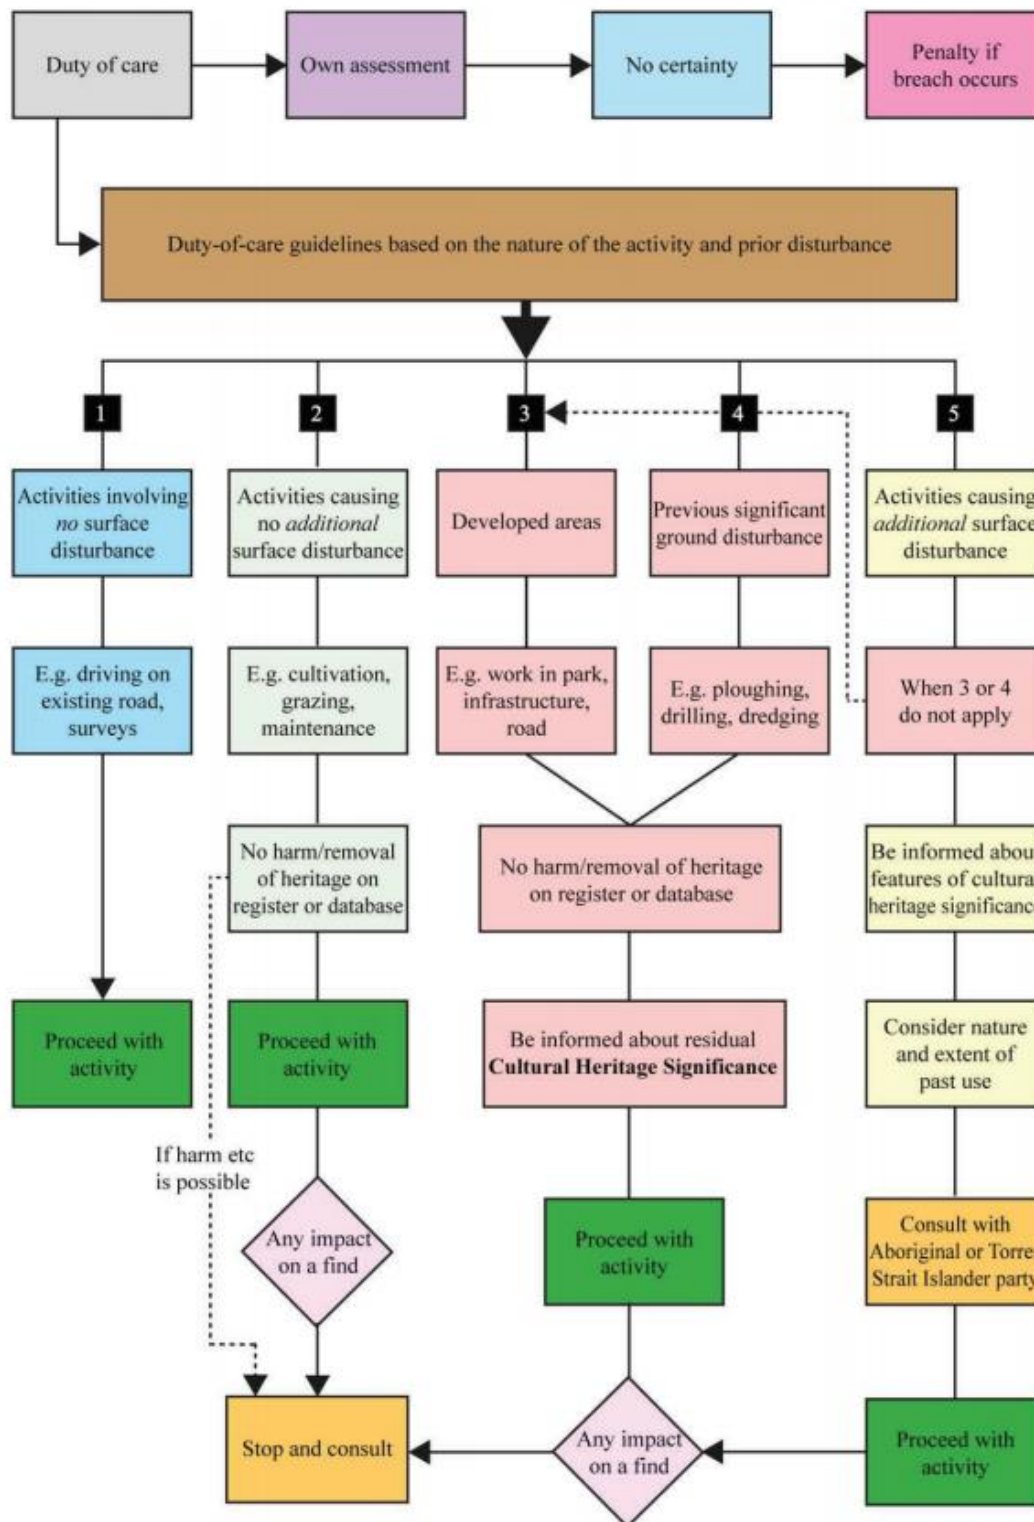 Duty of care
Own assessment
No certainty
Penalty if
breach occurs
Duty-of-care guidelines based on the nature of the activity and prior disturbance
1
2
3
4
5
Activities involving
no surface
disturbance
Activities causing
no additional
surface disturbance
Developed areas
Previous significant
ground disturbance
Activities causing
additional surface
disturbance
E.g. driving on
existing road,
surveys
E.g. cultivation,
grazing,
maintenance
E.g. work in park,
infrastructure,
road
E.g. ploughing,
drilling, dredging
When 3 or 4
do not apply
No harm/removal
of heritage on
register or database
No harm/removal of heritage
on register or database
Be informed about
features of cultural
heritage significance
Proceed with
activity
Proceed with
activity
Be informed about residual
Cultural Heritage Significance
Consider nature
and extent of
past use
If harm etc
is possible
Any impact
on a find
Proceed with
activity
Consult with
Aboriginal or Torre
Strait Islander party
Stop and consult
Any impact
on a find
Proceed with
activity